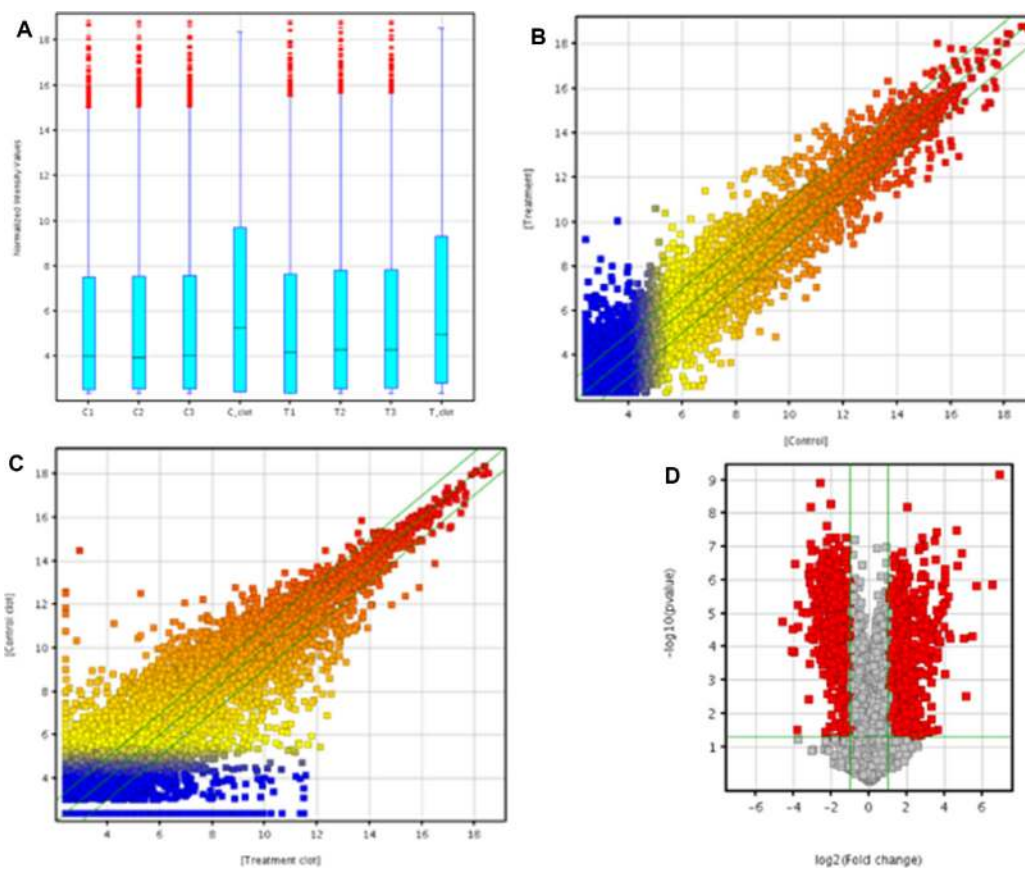 A
Normalized Intensity Values
18
16
14
12
10
8
6
4
C1 C2 C3 C_clot T1 T2 T3 T_clot
B
[Treatment]
18
16
14
12
10
8
6
4
4 6 8 10 12 14 16 18
[Control]
C
[Control clot]
18
16
14
12
10
8
6
4
4 6 8 10 12 14 16 18
[Treatment clot]
D
-log10(pvalue)
9
8
7
6
5
4
3
2
1
-6 -4 -2 0 2 4 6
log2(Fold change)